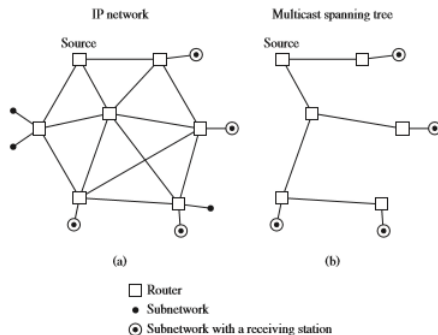 IP network
Multicast spanning tree
Source
Source
(a)
(b)
Router
Subnetwork
Subnetwork with a receiving station